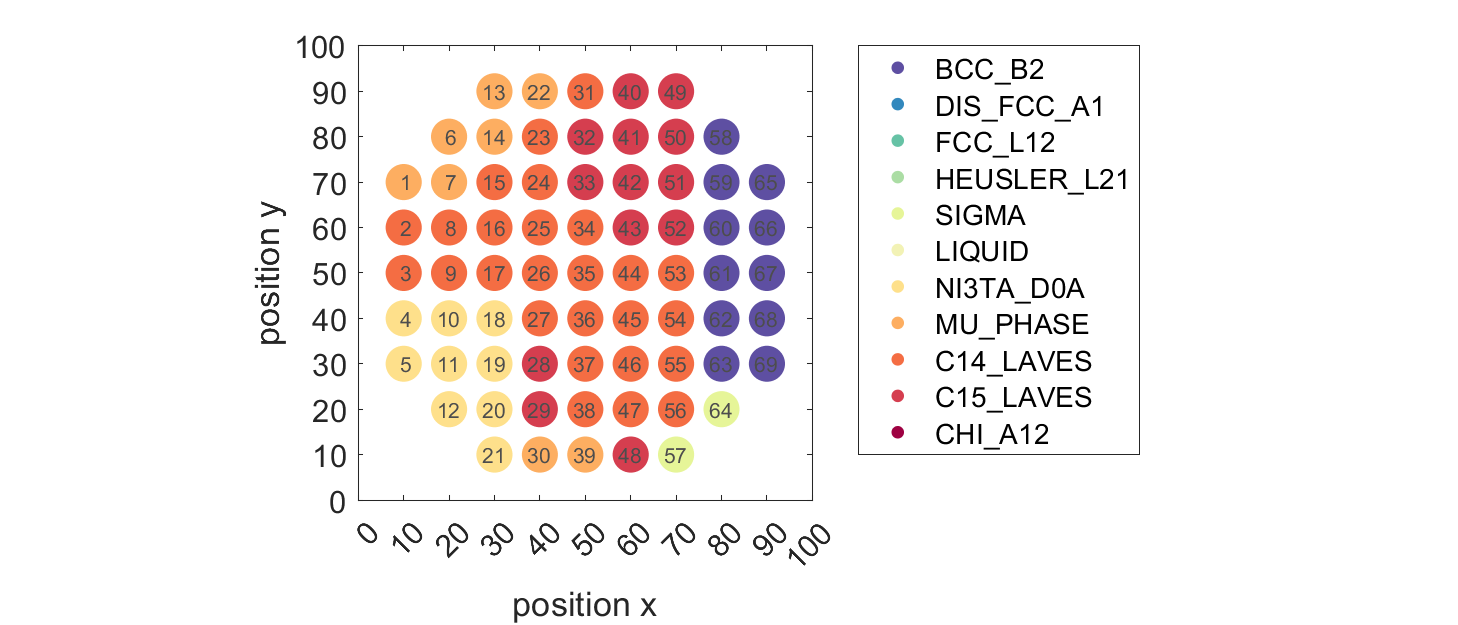 100
90 13 22 31 40 49
80 6 14 23 32 41 50 58
70 1 7 15 24 33 42 51 59 65
60 2 8 16 25 34 43 52 60 66
50 3 9 17 26 35 44 53 61 67
40 4 10 18 27 36 45 54 62 68
30 5 11 19 28 37 46 55 63 69
20 12 20 29 38 47 56 64
10 21 30 39 48 57
0
0 10 20 30 40 50 60 70 80 90 100
position x
position y
BCC_B2
DIS_FCC_A1
FCC_L12
HEUSLER_L21
SIGMA
LIQUID
NI3TA_D0A
MU_PHASE
C14_LAVES
C15_LAVES
CHI_A12